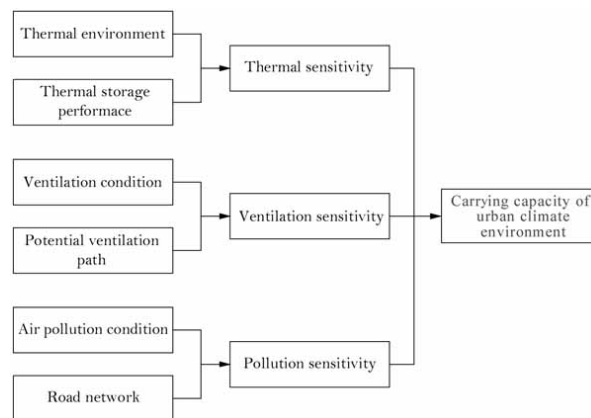 Thermal environment
Thermal storage
performace
Thermal sensitivity
Ventilation condition
Potential ventilation
path
Ventilation sensitivity
Air pollution condition
Road network
Pollution sensitivity
Carrying capacity of
urban climate
environment